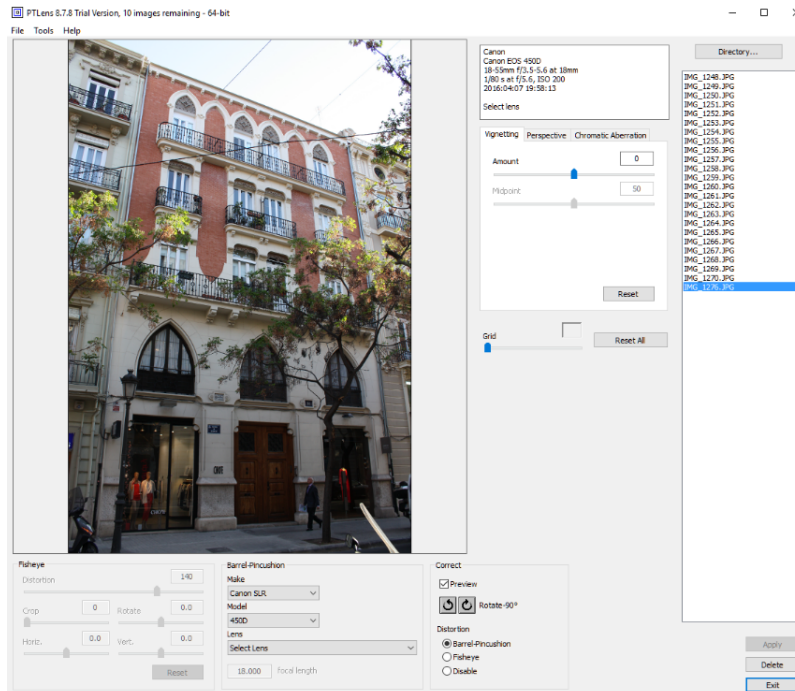 PTLens 8.7.8 Trial Version, 10 images remaining - 64-bit
File Tools Help
Canon
Canon EOS 450D
18-55mm f/3.5-5.6 at 18mm
1/80 s at f/5.6, ISO 200
2016:04:07 19:58:13
Select lens
Directory...
IMG_1248.JPG
IMG_1249.JPG
IMG_1250.JPG
IMG_1251.JPG
IMG_1252.JPG
IMG_1253.JPG
IMG_1254.JPG
IMG_1255.JPG
IMG_1256.JPG
IMG_1257.JPG
IMG_1258.JPG
IMG_1259.JPG
IMG_1260.JPG
IMG_1261.JPG
IMG_1262.JPG
IMG_1263.JPG
IMG_1264.JPG
IMG_1265.JPG
IMG_1266.JPG
IMG_1267.JPG
IMG_1268.JPG
IMG_1269.JPG
IMG_1270.JPG
IMG_1276.JPG
Vignetting Perspective Chromatic Aberration
Amount 0
Midpoint 50
Reset
Grid
Reset All
Fisheye
Distortion 140
Crop 0 Rotate 0.0
Horiz. 0.0 Vert. 0.0
Reset
Barrel-Pincushion
Make
Canon SLR
Model
450D
Lens
Select Lens
18.000 focal length
Correct
Preview
Rotate-90°
Distortion
Barrel-Pincushion
Fisheye
Disable
Apply
Delete
Exit